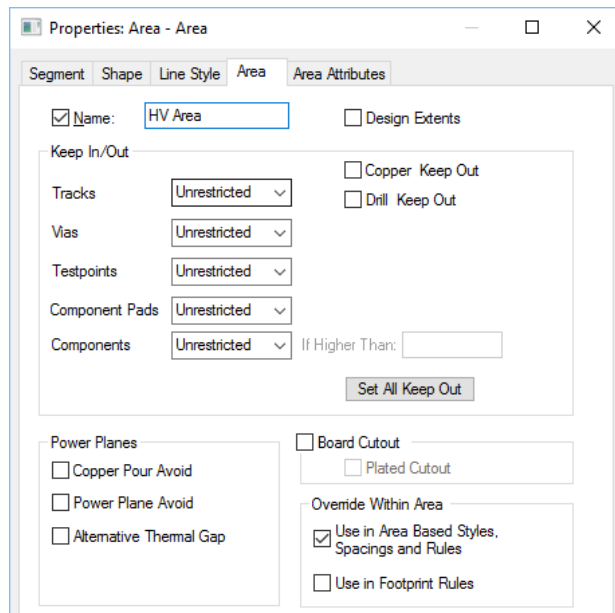 Properties: Area - Area
Segment Shape Line Style Area Area Attributes
Name: HV Area Design Extents
Keep In/Out
Copper Keep Out
Tracks Unrestricted Drill Keep Out
Vias Unrestricted
Testpoints Unrestricted
Component Pads Unrestricted
Components Unrestricted If Higher Than:
Set All Keep Out
Power Planes Board Cutout
Copper Pour Avoid Plated Cutout
Power Plane Avoid Override Within Area
Alternative Thermal Gap Use in Area Based Styles,
Spacings and Rules
Use in Footprint Rules